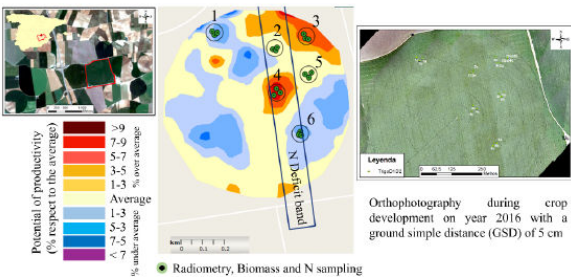 1
2
3
4
5
6
N Deficit band
km
0 0.1 0.2
Potential of productivity
(% respect to the average)
>9
7-9
5-7
3-5
1-3
Average
1-3
5-3
7-5
< 7
% over average
% under average
Radiometry, Biomass and N sampling
Leyenda
Orthophotography during crop
development on year 2016 with a
ground simple distance (GSD) of 5 cm